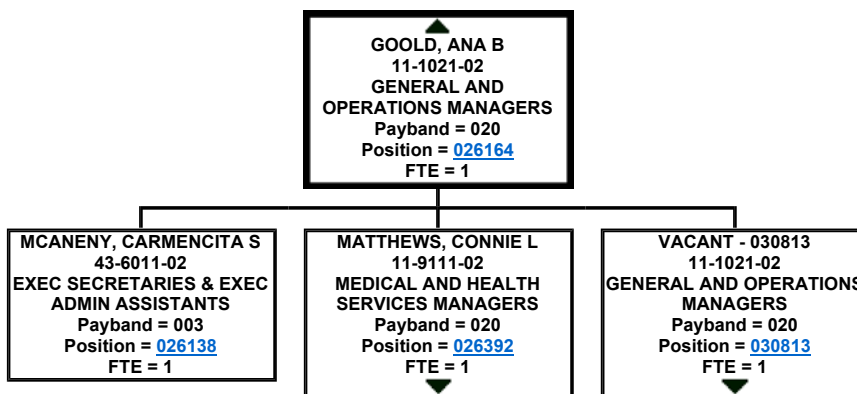 GOOLD, ANA B
11-1021-02
GENERAL AND
OPERATIONS MANAGERS
Payband = 020
Position = 026164
FTE = 1
MCANENY, CARMENCITA S
43-6011-02
EXEC SECRETARIES & EXEC
ADMIN ASSISTANTS
Payband = 003
Position = 026138
FTE = 1
MATTHEWS, CONNIE L
11-9111-02
MEDICAL AND HEALTH
SERVICES MANAGERS
Payband = 020
Position = 026392
FTE = 1
VACANT - 030813
11-1021-02
GENERAL AND OPERATIONS
MANAGERS
Payband = 020
Position = 030813
FTE = 1